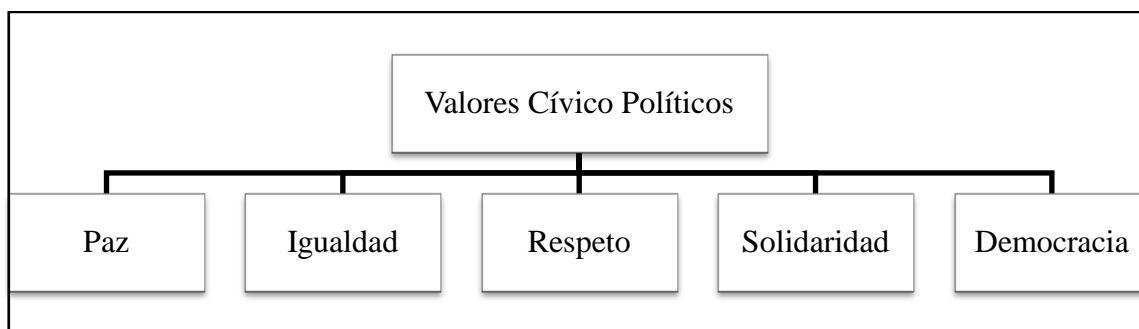 Valores Cívico Políticos
Paz
Igualdad
Respeto
Solidaridad
Democracia